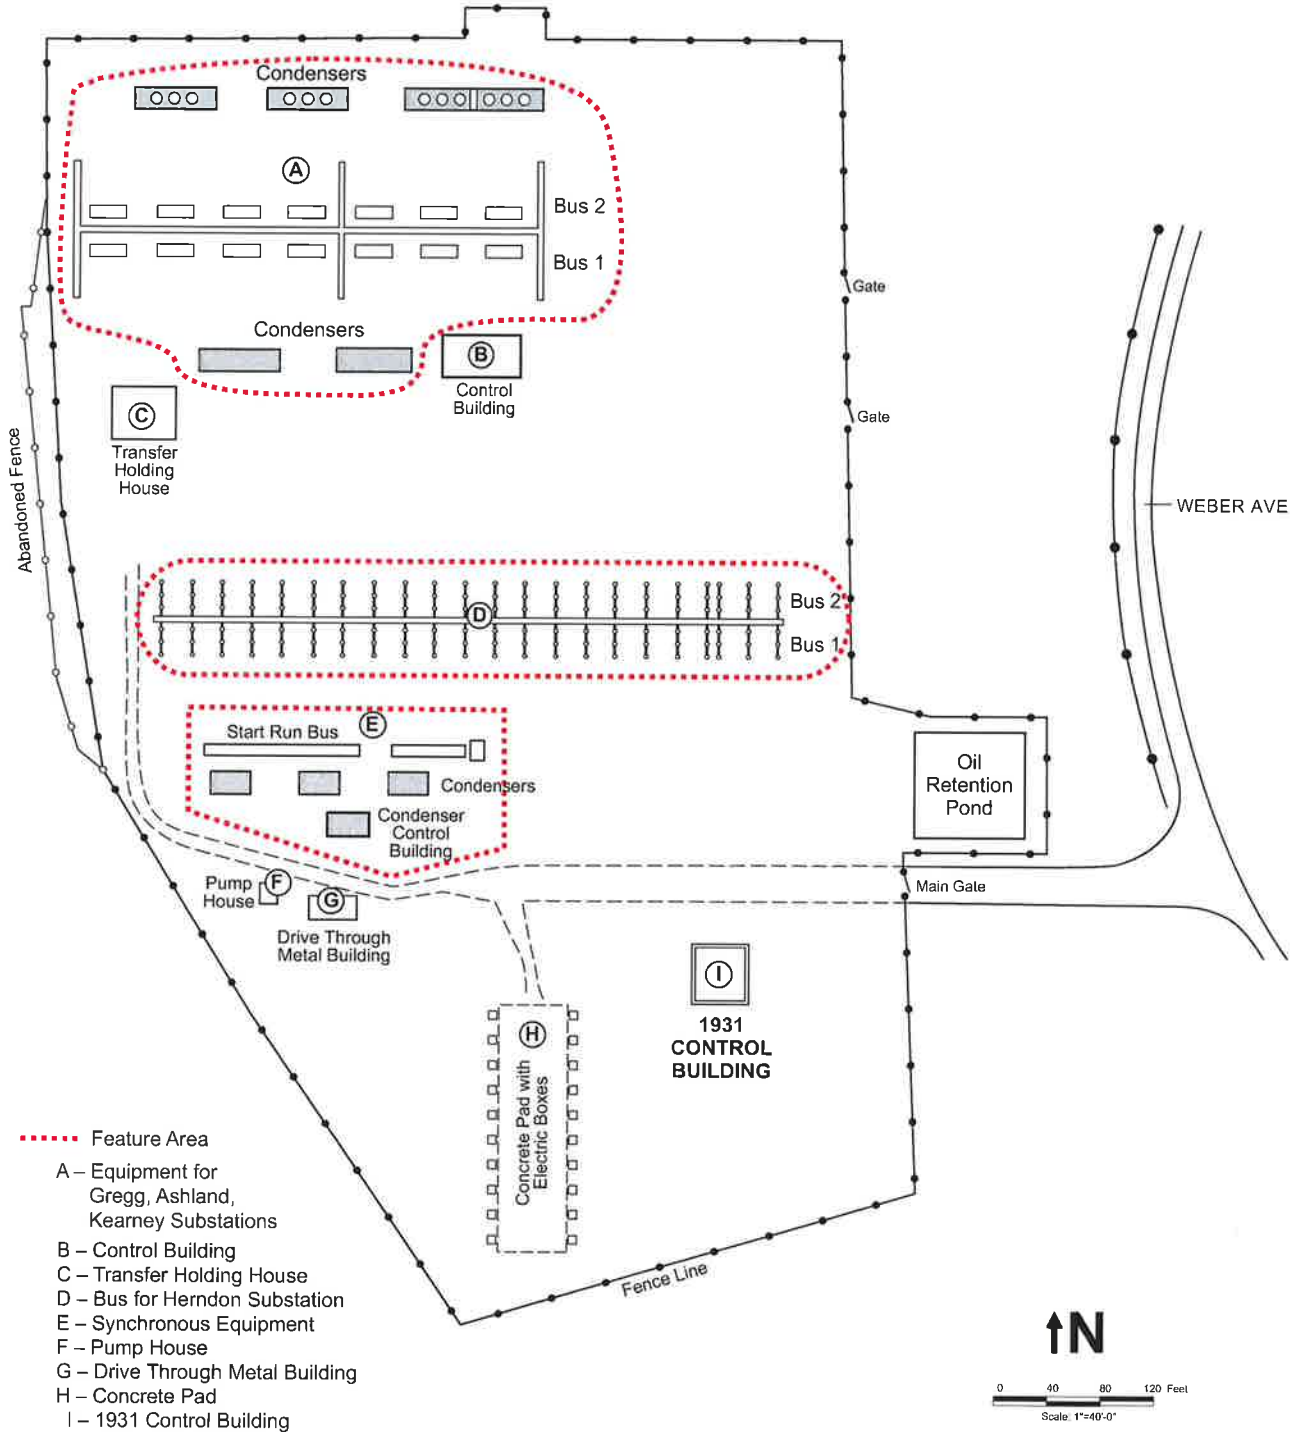 Condensers
A
Bus 2
Bus 1
Gate
Condensers
B
Control
Building
C
Transfer
Holding
House
Gate
Abandoned Fence
WEBER AVE
Bus 2
D
Bus 1
E
Start Run Bus
Condensers
Condenser
Control
Building
Oil
Retention
Pond
Pump
House
F
G
Main Gate
Drive Through
Metal Building
I
1931
CONTROL
BUILDING
H
Concrete Pad with
Electric Boxes
Fence Line
Feature Area
A – Equipment for
Gregg, Ashland,
Kearney Substations
B – Control Building
C – Transfer Holding House
D – Bus for Herndon Substation
E – Synchronous Equipment
F – Pump House
G – Drive Through Metal Building
H – Concrete Pad
I – 1931 Control Building
N
0 40 80 120 Feet
Scale: 1"=40'-0"